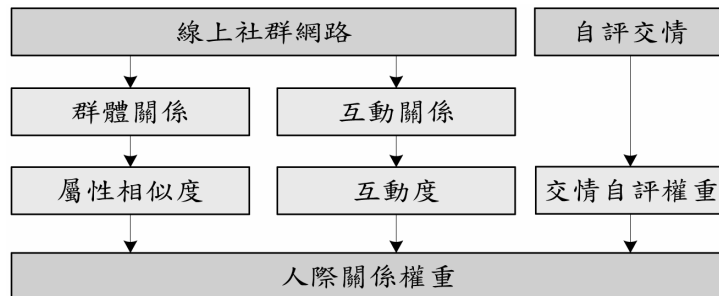 線上社群網路
自評交情
群體關係
互動關係
屬性相似度
互動度
交情自評權重
人際關係權重